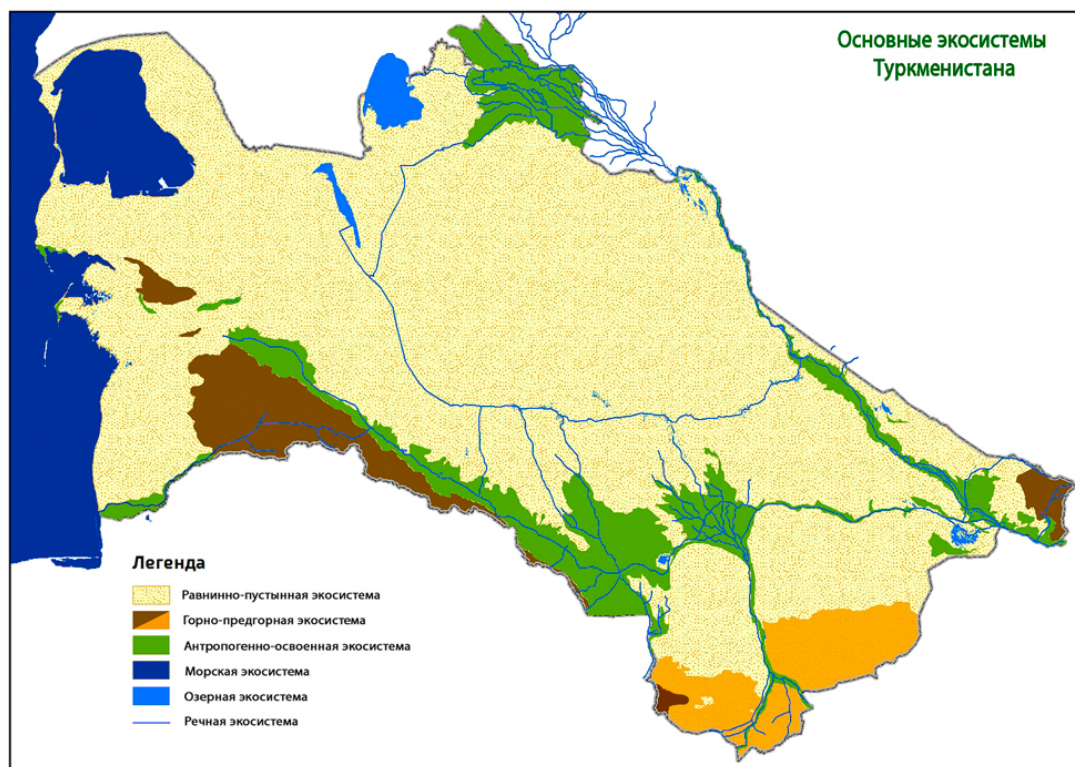 Основные экосистемы
Туркменистана
Легенда
Равнинно-пустынная экосистема
Горно-предгорная экосистема
Антропогенно-освоенная экосистема
Морская экосистема
Озерная экосистема
Речная экосистема